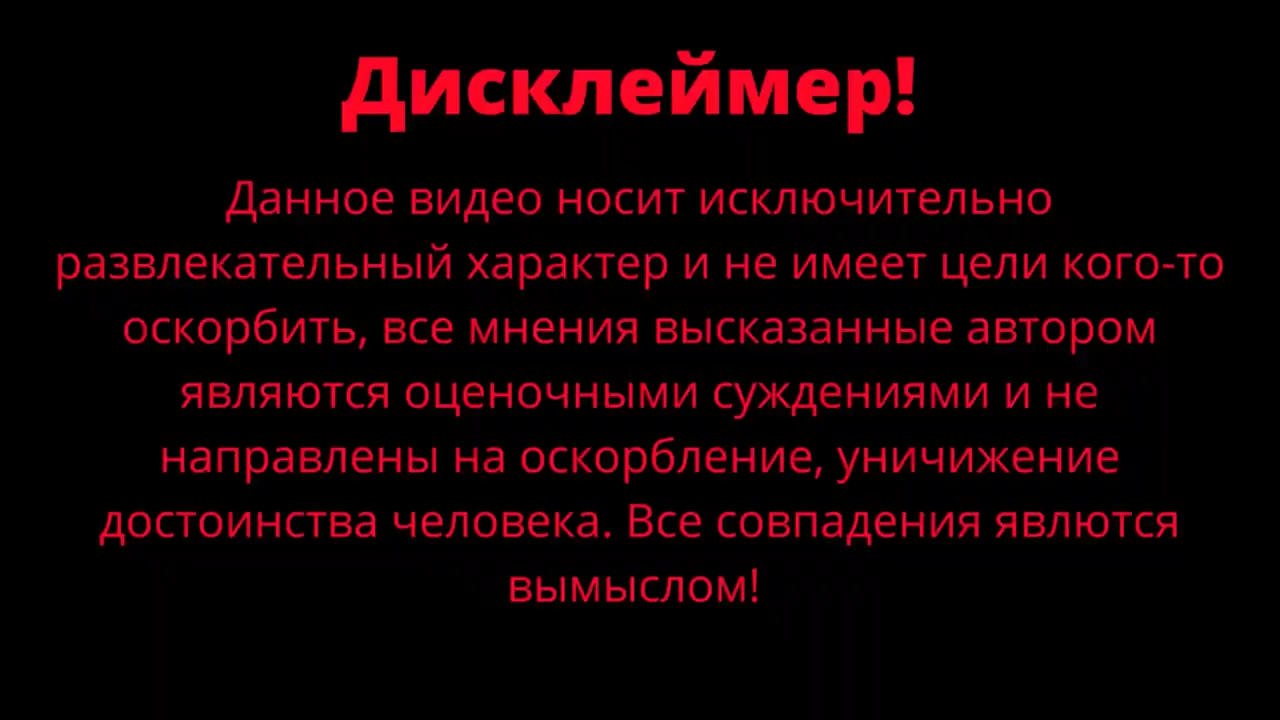 Дисклеймер!
Данное видео носит исключительно
развлекательный характер и не имеет цели кого-то
оскорбить, все мнения высказанные автором
являются оценочными суждениями и не
направлены на оскорбление, уничижение
достоинства человека. Все совпадения явлются
вымыслом!